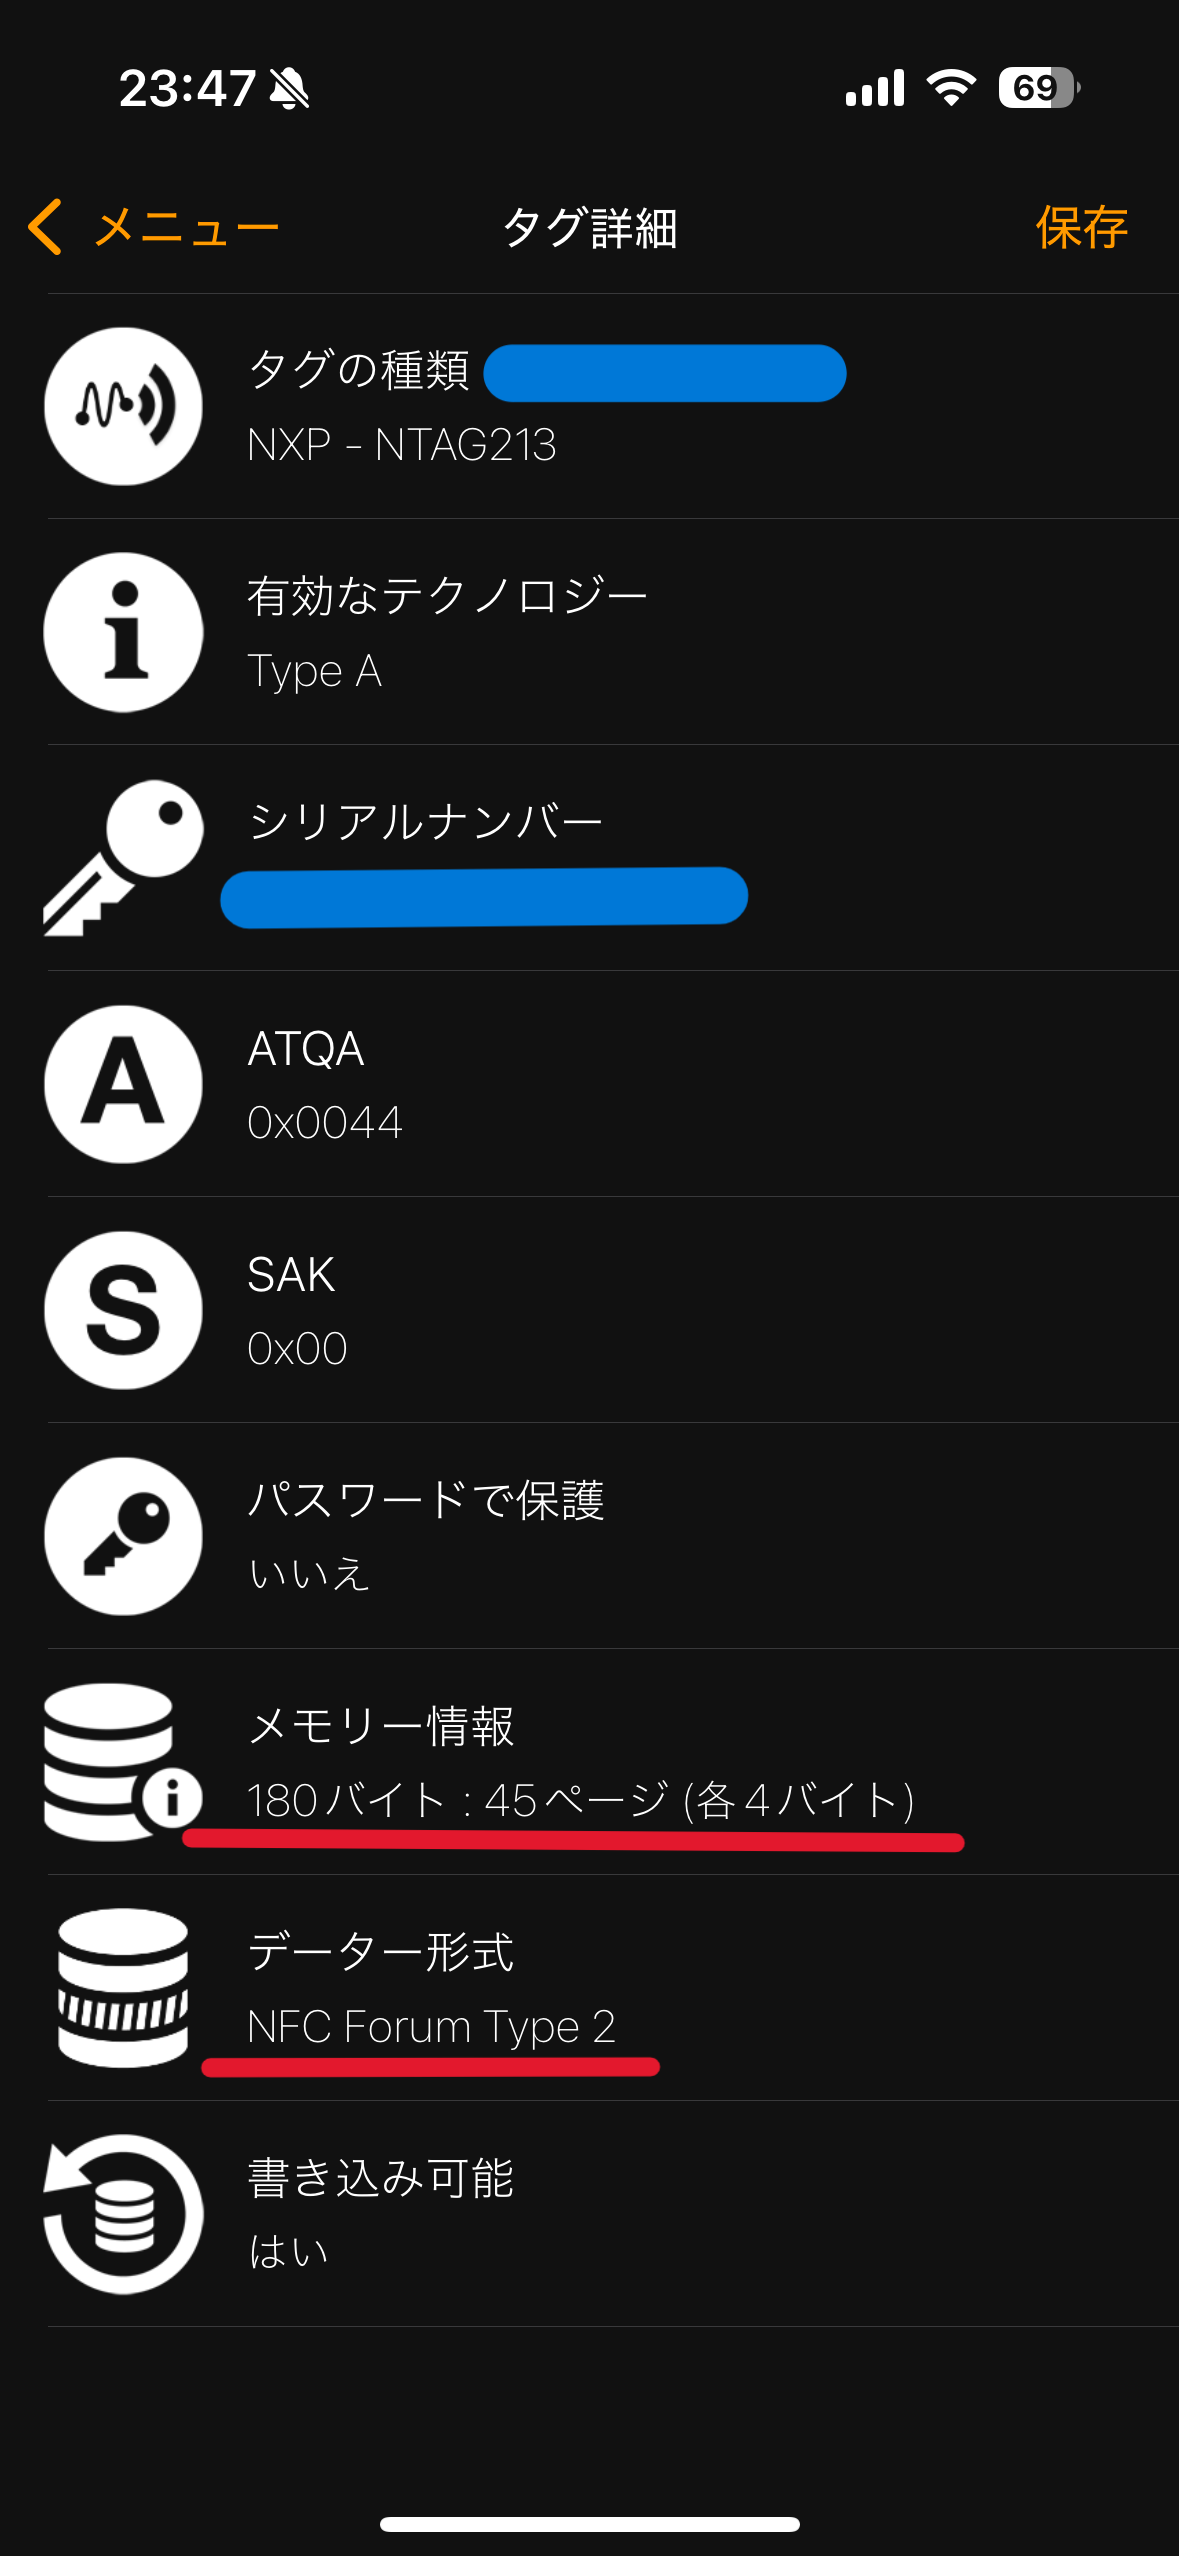 23:47
69
メニュー
タグ詳細
保存
タグの種類
NXP - NTAG213
有効なテクノロジー
Type A
シリアルナンバー
A
ATQA
0x0044
S
SAK
0x00
パスワードで保護
いいえ
メモリー情報
180バイト : 45ページ (各4バイト)
データー形式
NFC Forum Type 2
書き込み可能
はい